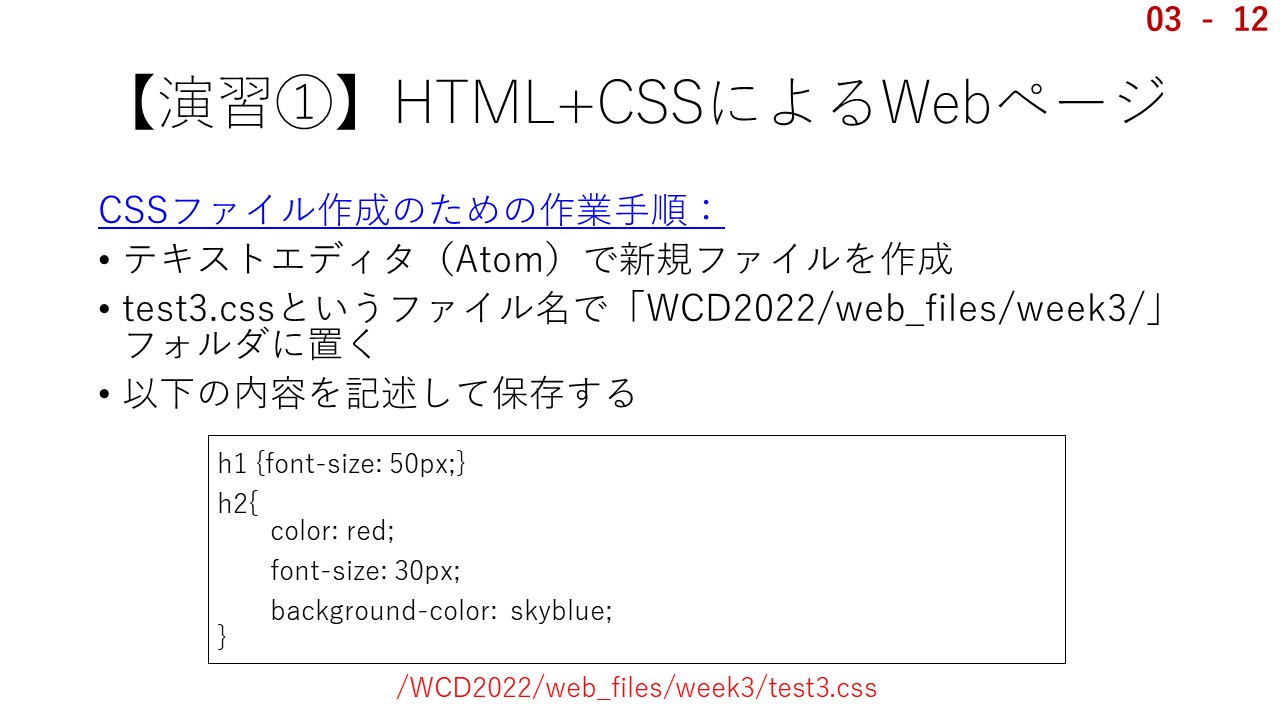 03 - 12
【演習①】HTML+CSSによるWebページ
CSSファイル作成のための作業手順：
• テキストエディタ（Atom）で新規ファイルを作成
• test3.cssというファイル名で「WCD2022/web_files/week3/」
フォルダに置く
• 以下の内容を記述して保存する
h1 {font-size: 50px;}
h2{
color: red;
font-size: 30px;
background-color: skyblue;
}
/WCD2022/web_files/week3/test3.css